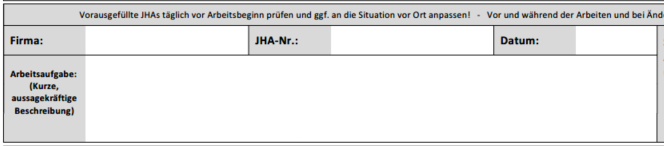 Vorausgefüllte JHAs täglich vor Arbeitsbeginn prüfen und ggf. an die Situation vor Ort anpassen! - Vor und während der Arbeiten und bei Ände
Firma: JHA-Nr.: Datum:
Arbeitsaufgabe:
(Kurze,
aussagekräftige
Beschreibung)